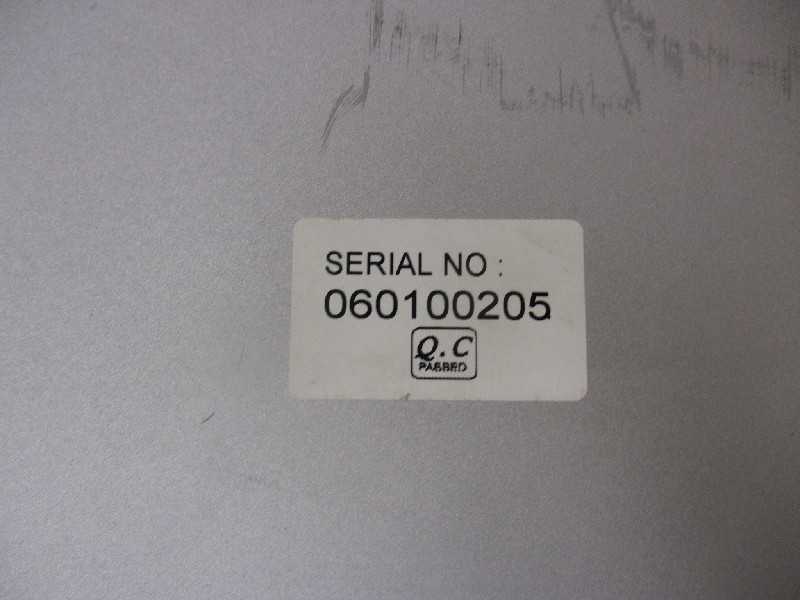 SERIAL NO :
060100205
Q.C
PASSED